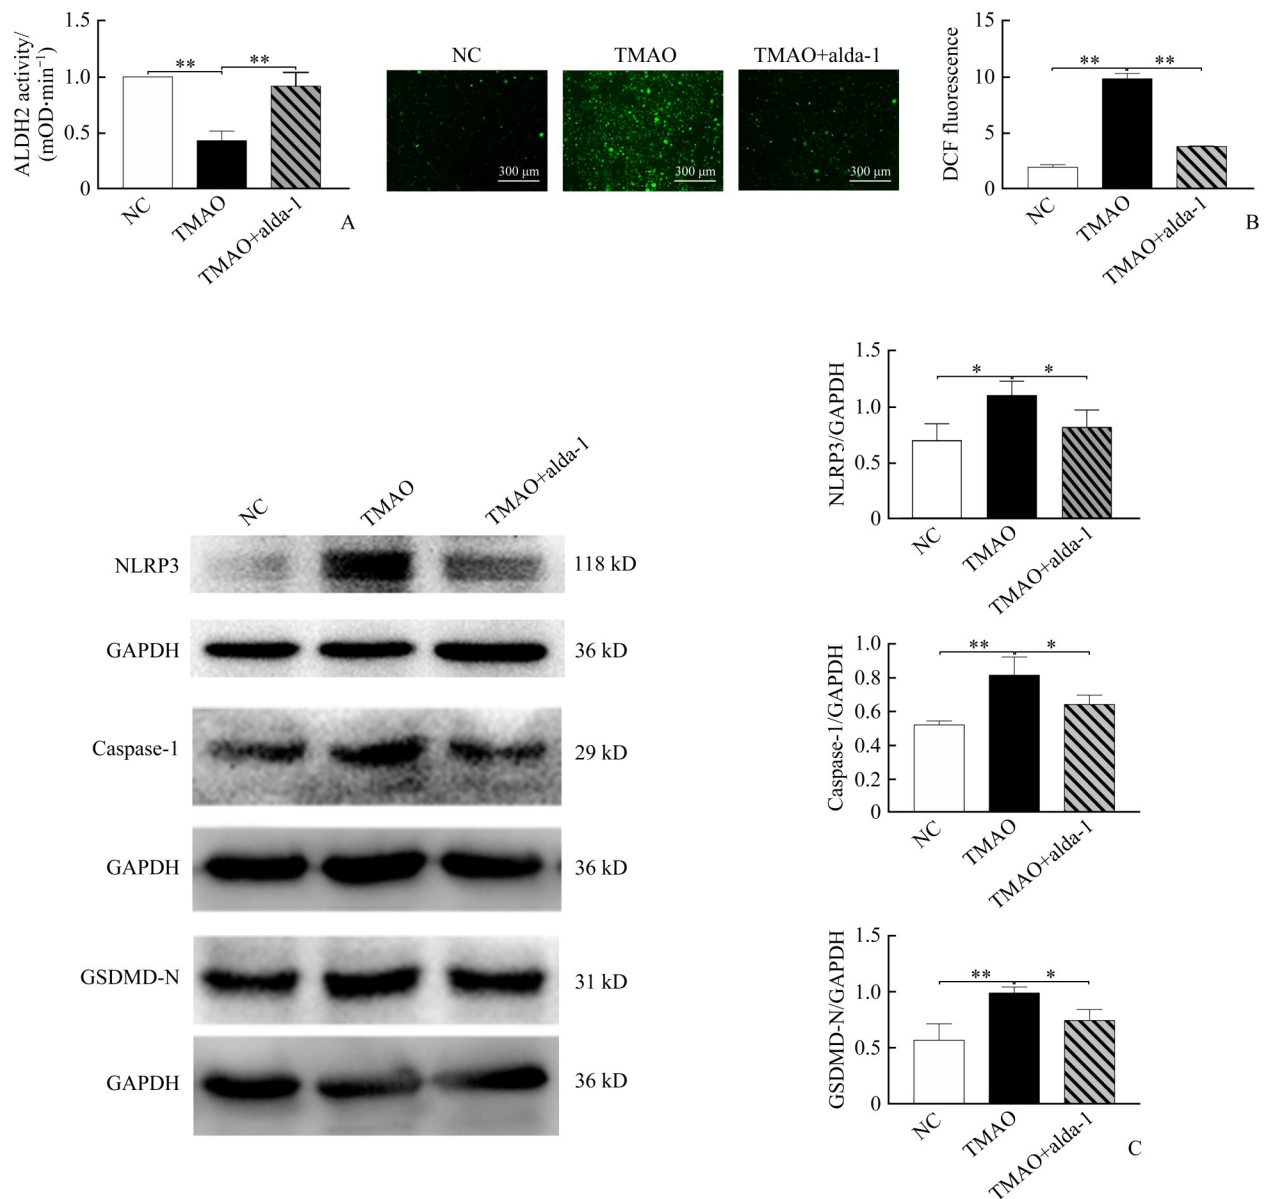 ALDH2 activity/
(mOD·min⁻¹)
1.5
1.0
0.5
0
**
**
NC
TMAO
TMAO+alda-1
A
NC
TMAO
TMAO+alda-1
300 μm
300 μm
300 μm
DCF fluorescence
15
10
5
0
**
**
NC
TMAO
TMAO+alda-1
B
NC
TMAO
TMAO+alda-1
NLRP3
118 kD
GAPDH
36 kD
Caspase-1
29 kD
GAPDH
36 kD
GSDMD-N
31 kD
GAPDH
36 kD
NLRP3/GAPDH
1.5
1.0
0.5
0
*
*
NC
TMAO
TMAO+alda-1
Caspase-1/GAPDH
1.0
0.8
0.6
0.4
0.2
0
**
*
NC
TMAO
TMAO+alda-1
GSDMD-N/GAPDH
1.5
1.0
0.5
0
**
*
NC
TMAO
TMAO+alda-1
C